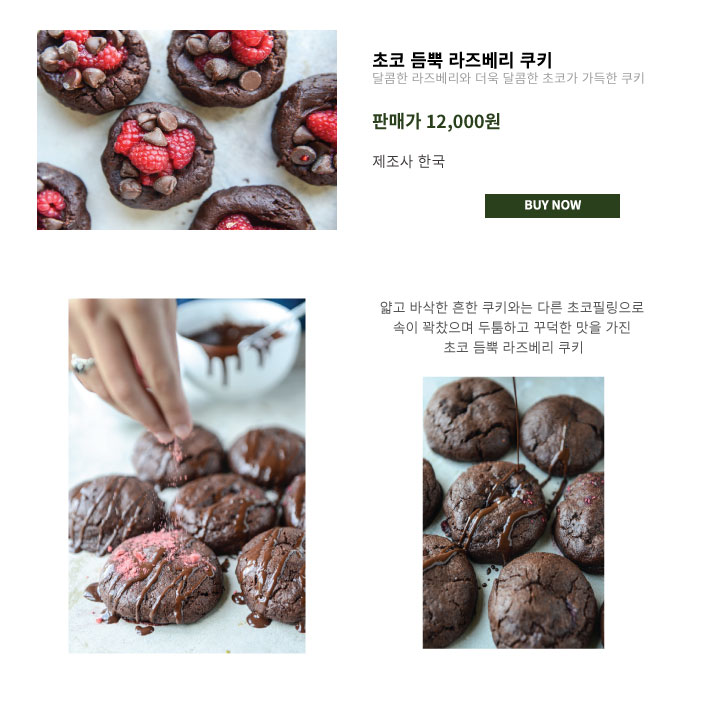 초코 듬뿍 라즈베리 쿠키
달콤한 라즈베리와 더욱 달콤한 초코가 가득한 쿠키
판매가 12,000원
제조사 한국
BUY NOW
얇고 바삭한 흔한 쿠키와는 다른 초코필링으로
속이 꽉찼으며 두툼하고 꾸덕한 맛을 가진
초코 듬뿍 라즈베리 쿠키